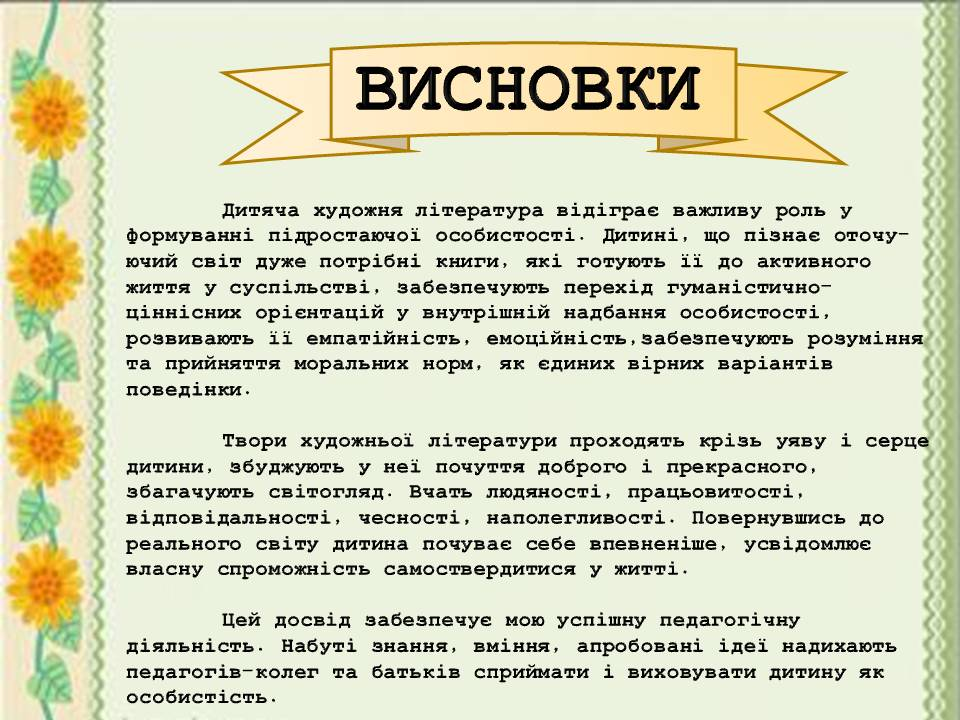 ВИСНОВКИ
Дитяча художня література відіграє важливу роль у
формуванні підростаючої особистості. Дитині, що пізнає оточу-
ючий світ дуже потрібні книги, які готують її до активного
життя у суспільстві, забезпечують перехід гуманістично-
ціннісних орієнтацій у внутрішній надбання особистості,
розвивають її емпатійність, емоційність,забезпечують розуміння
та прийняття моральних норм, як єдиних вірних варіантів
поведінки.
Твори художньої літератури проходять крізь уяву і серце
дитини, збуджують у неї почуття доброго і прекрасного,
збагачують світогляд. Вчать людяності, працьовитості,
відповідальності, чесності, наполегливості. Повернувшись до
реального світу дитина почуває себе впевненіше, усвідомлює
власну спроможність самоствердитися у житті.
Цей досвід забезпечує мою успішну педагогічну
діяльність. Набуті знання, вміння, апробовані ідеї надихають
педагогів-колег та батьків сприймати і виховувати дитину як
особистість.